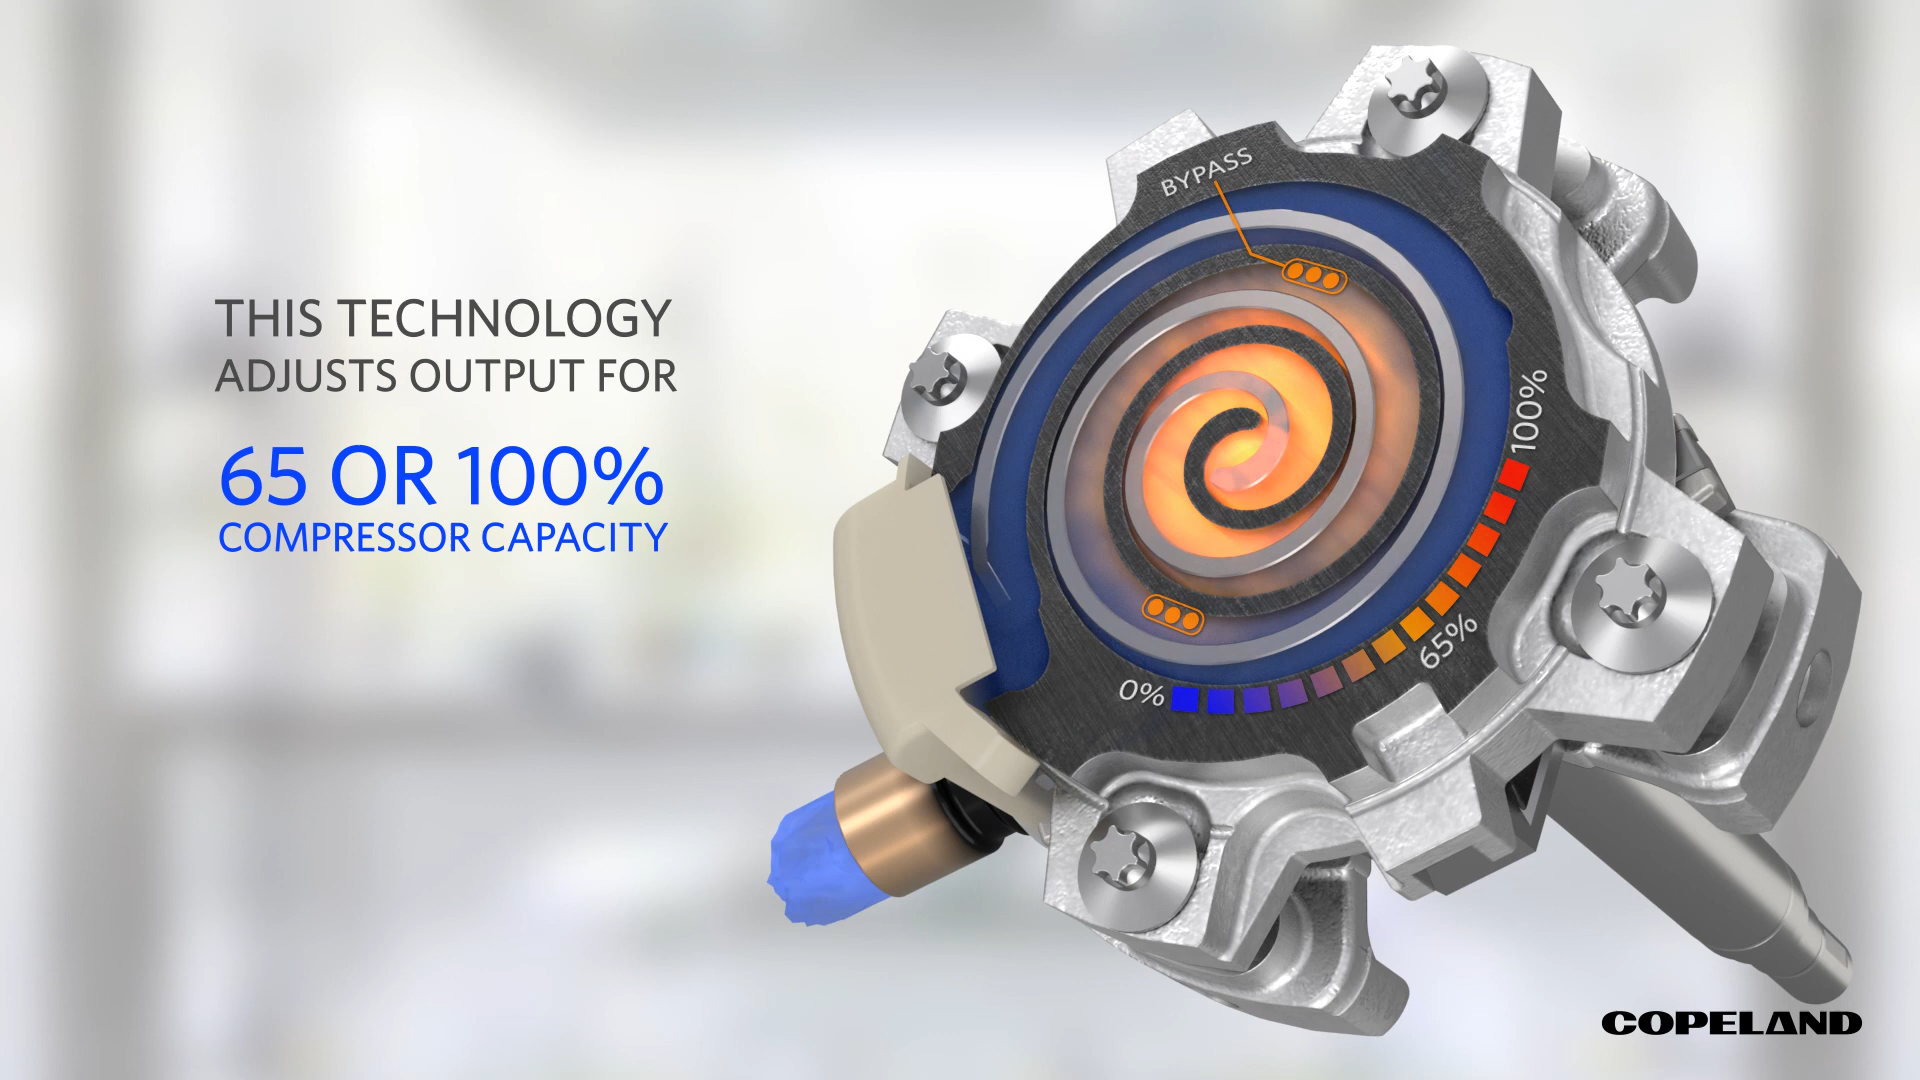 THIS TECHNOLOGY
ADJUSTS OUTPUT FOR
65 OR 100%
COMPRESSOR CAPACITY
BYPASS
100%
65%
0%
COPELAND